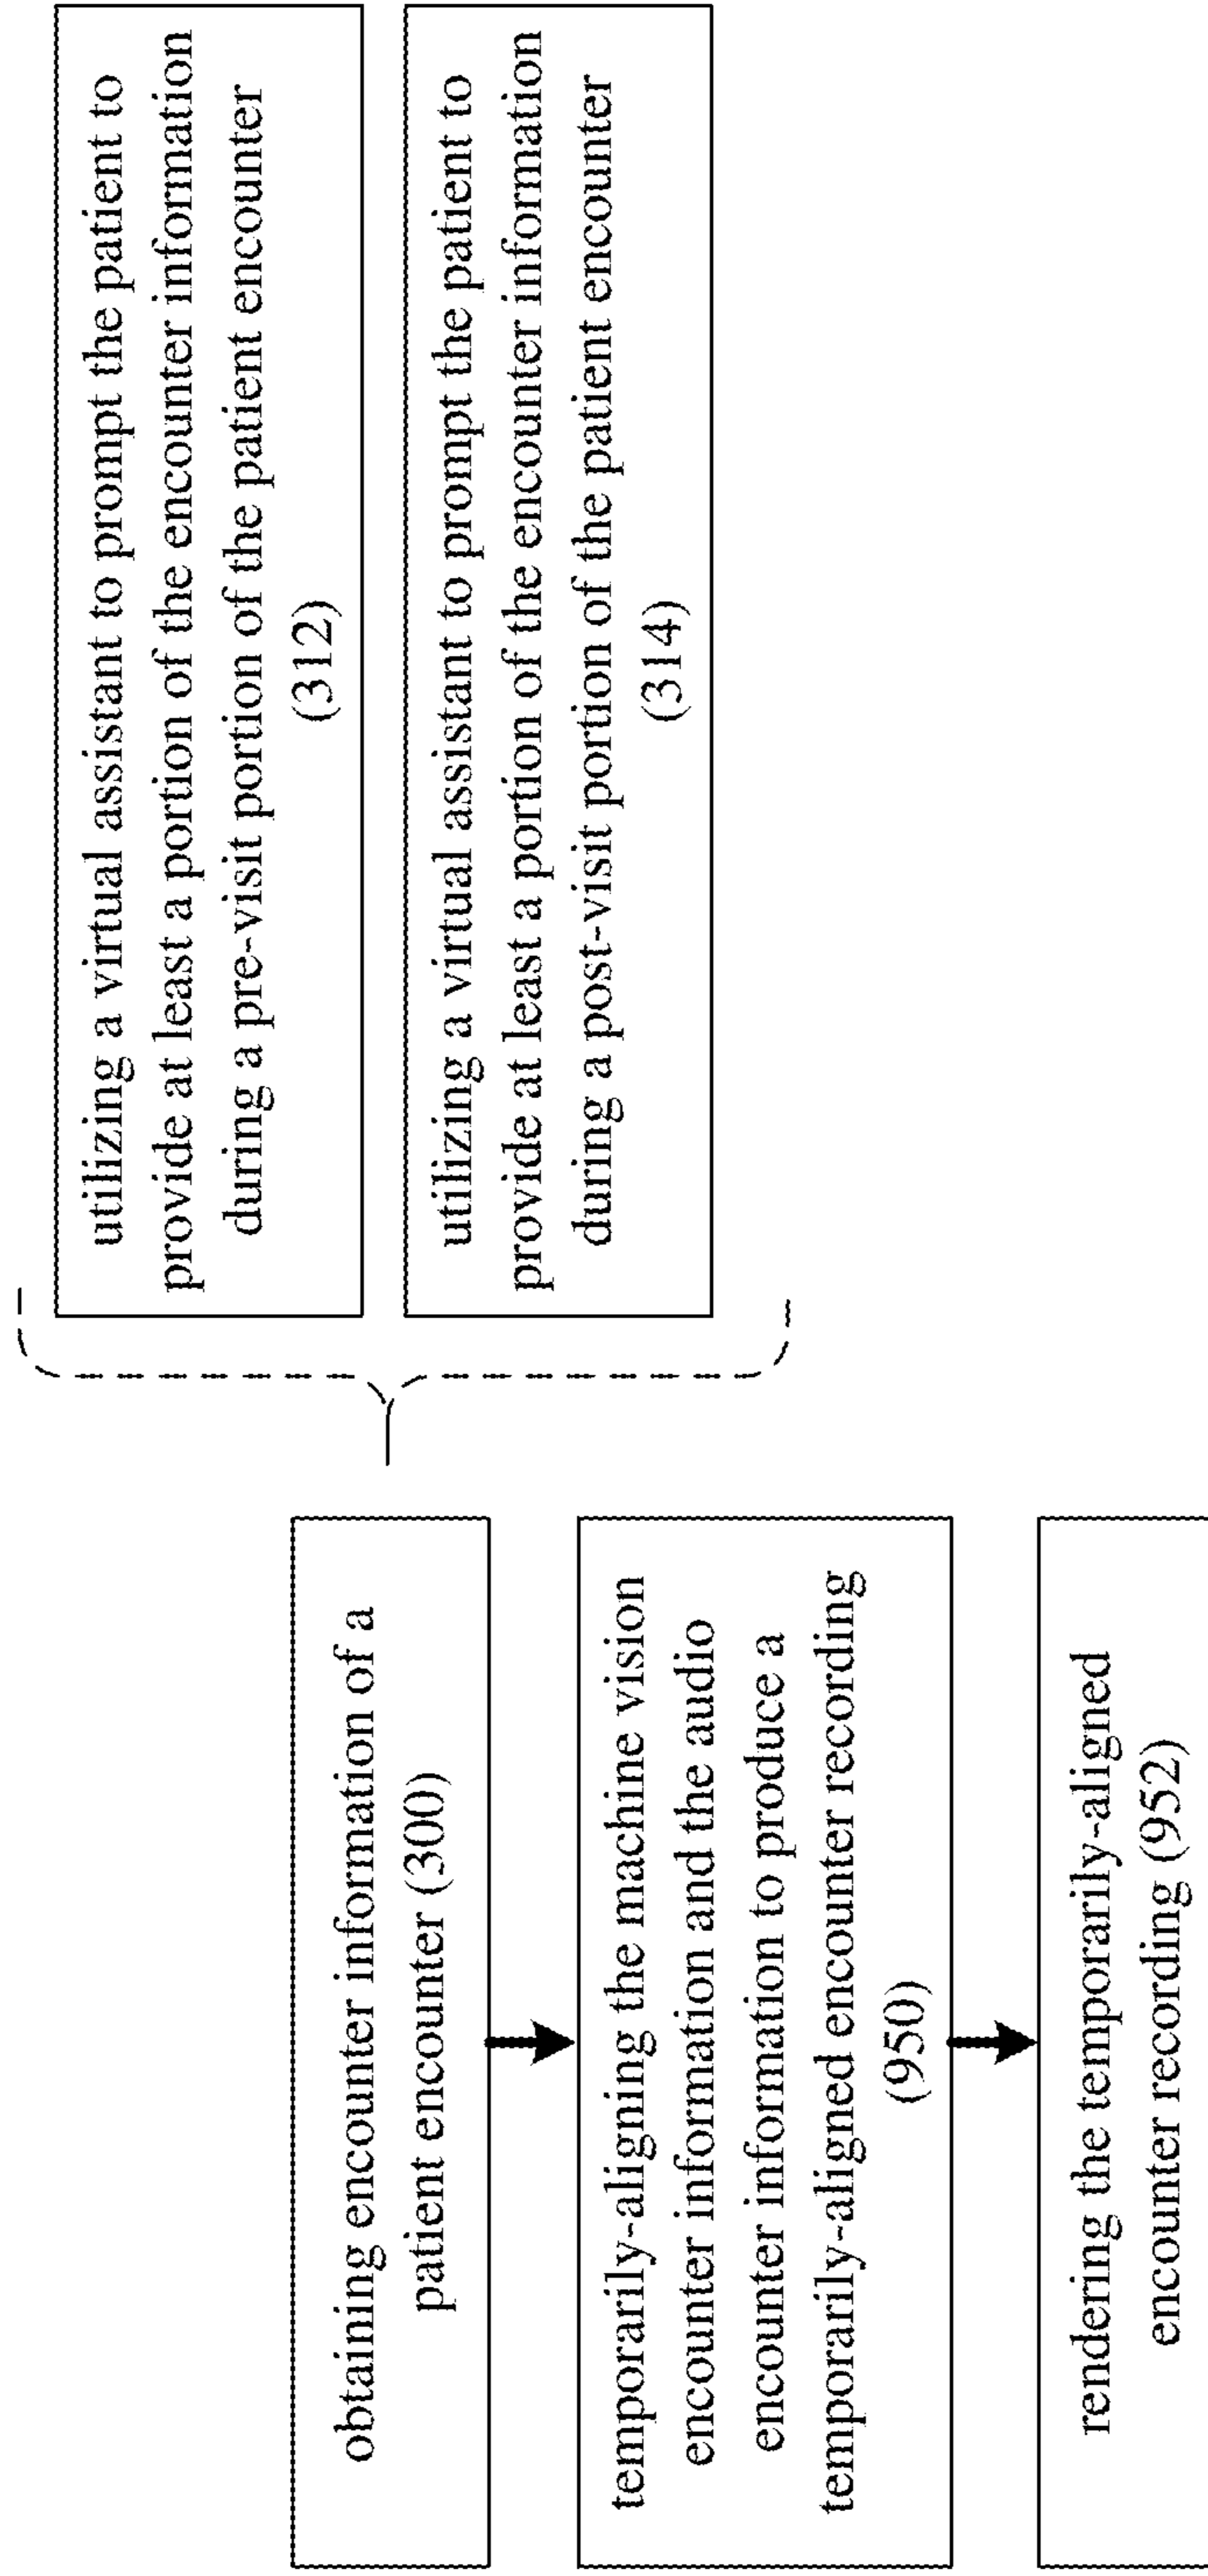 obtaining encounter information of a
patient encounter (300)
temporarily-aligning the machine vision
encounter information and the audio
encounter information to produce a
temporarily-aligned encounter recording
(950)
rendering the temporarily-aligned
encounter recording (952)
utilizing a virtual assistant to prompt the patient to
provide at least a portion of the encounter information
during a pre-visit portion of the patient encounter
(312)
utilizing a virtual assistant to prompt the patient to
provide at least a portion of the encounter information
during a post-visit portion of the patient encounter
(314)